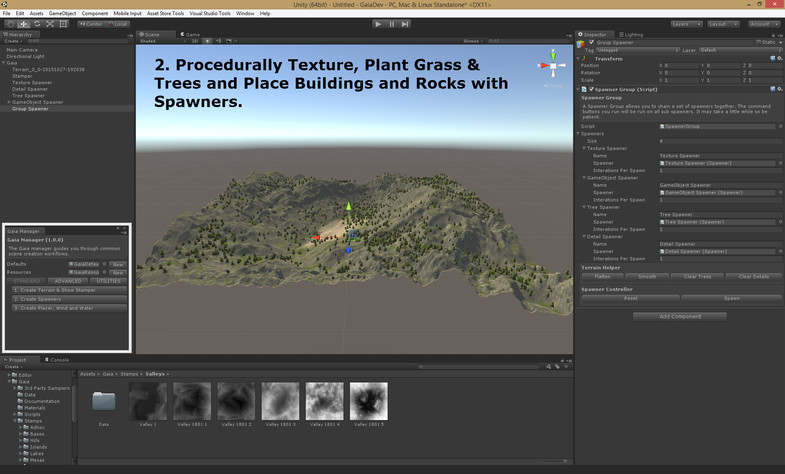 Unity (64bit) - Untitled - GaiaDev - PC, Mac & Linux Standalone* <DX11>
File Edit Assets GameObject Component Mobile Input Asset Store Tools Visual Studio Tools Window Help
Center Local Layers Layout Account
Hierarchy
Create
Main Camera
Directional Light
Gaia
Stamper
Texture Spawner
Detail Spawner
Tree Spawner
GameObject Spawner
Group Spawner
Scene Game
Shaded 2D Gizmos
2. Procedurally Texture, Plant Grass &
Trees and Place Buildings and Rocks with
Spawners.
Gaia Manager
Gaia Manager (1.0.0)
The Gaia manager guides you through common
scene creation workflows.
Defaults GaiaDefau New
Resources GaiaResou New
STANDARD ADVANCED UTILITIES
1. Create Terrain & Show Stamper
2. Create Spawners
3. Create Player, Wind and Water
Inspector Lighting
Group Spawner Static
Tag Untagged Layer Default
Transform
Position X 0 Y 0 Z 0
Rotation X 0 Y 0 Z 0
Scale X 1 Y 1 Z 1
Spawner Group (Script)
Spawner Group
A Spawner Group allows you to chain a set of spawners together. The command
buttons you run will be run on all sub spawners. It may take a little while so be
patient.
Script SpawnerGroup
Spawners
Size 4
Texture Spawner
Name Texture Spawner
Spawner Texture Spawner (Spawner)
Interations Per Spawn 1
GameObject Spawner
Name GameObject Spawner
Spawner GameObject Spawner (Spawner)
Interations Per Spawn 1
Tree Spawner
Name Tree Spawner
Spawner Tree Spawner (Spawner)
Interations Per Spawn 1
Detail Spawner
Name Detail Spawner
Spawner Detail Spawner (Spawner)
Interations Per Spawn 1
Terrain Helper
Flatten Smooth Clear Trees Clear Details
Spawner Controller
Reset Spawn
Add Component
Project Console
Create
Editor
Gaia
3rd Party Samplers
Data
Documentation
Materials
Scripts
Stamps
Adhoc
Bases
Hills
Islands
Lakes
Mesas
Assets Gaia Stamps Valleys
Data Valley 1 Valley 1801 1 Valley 1801 2 Valley 1801 3 Valley 1801 4 Valley 1801 5